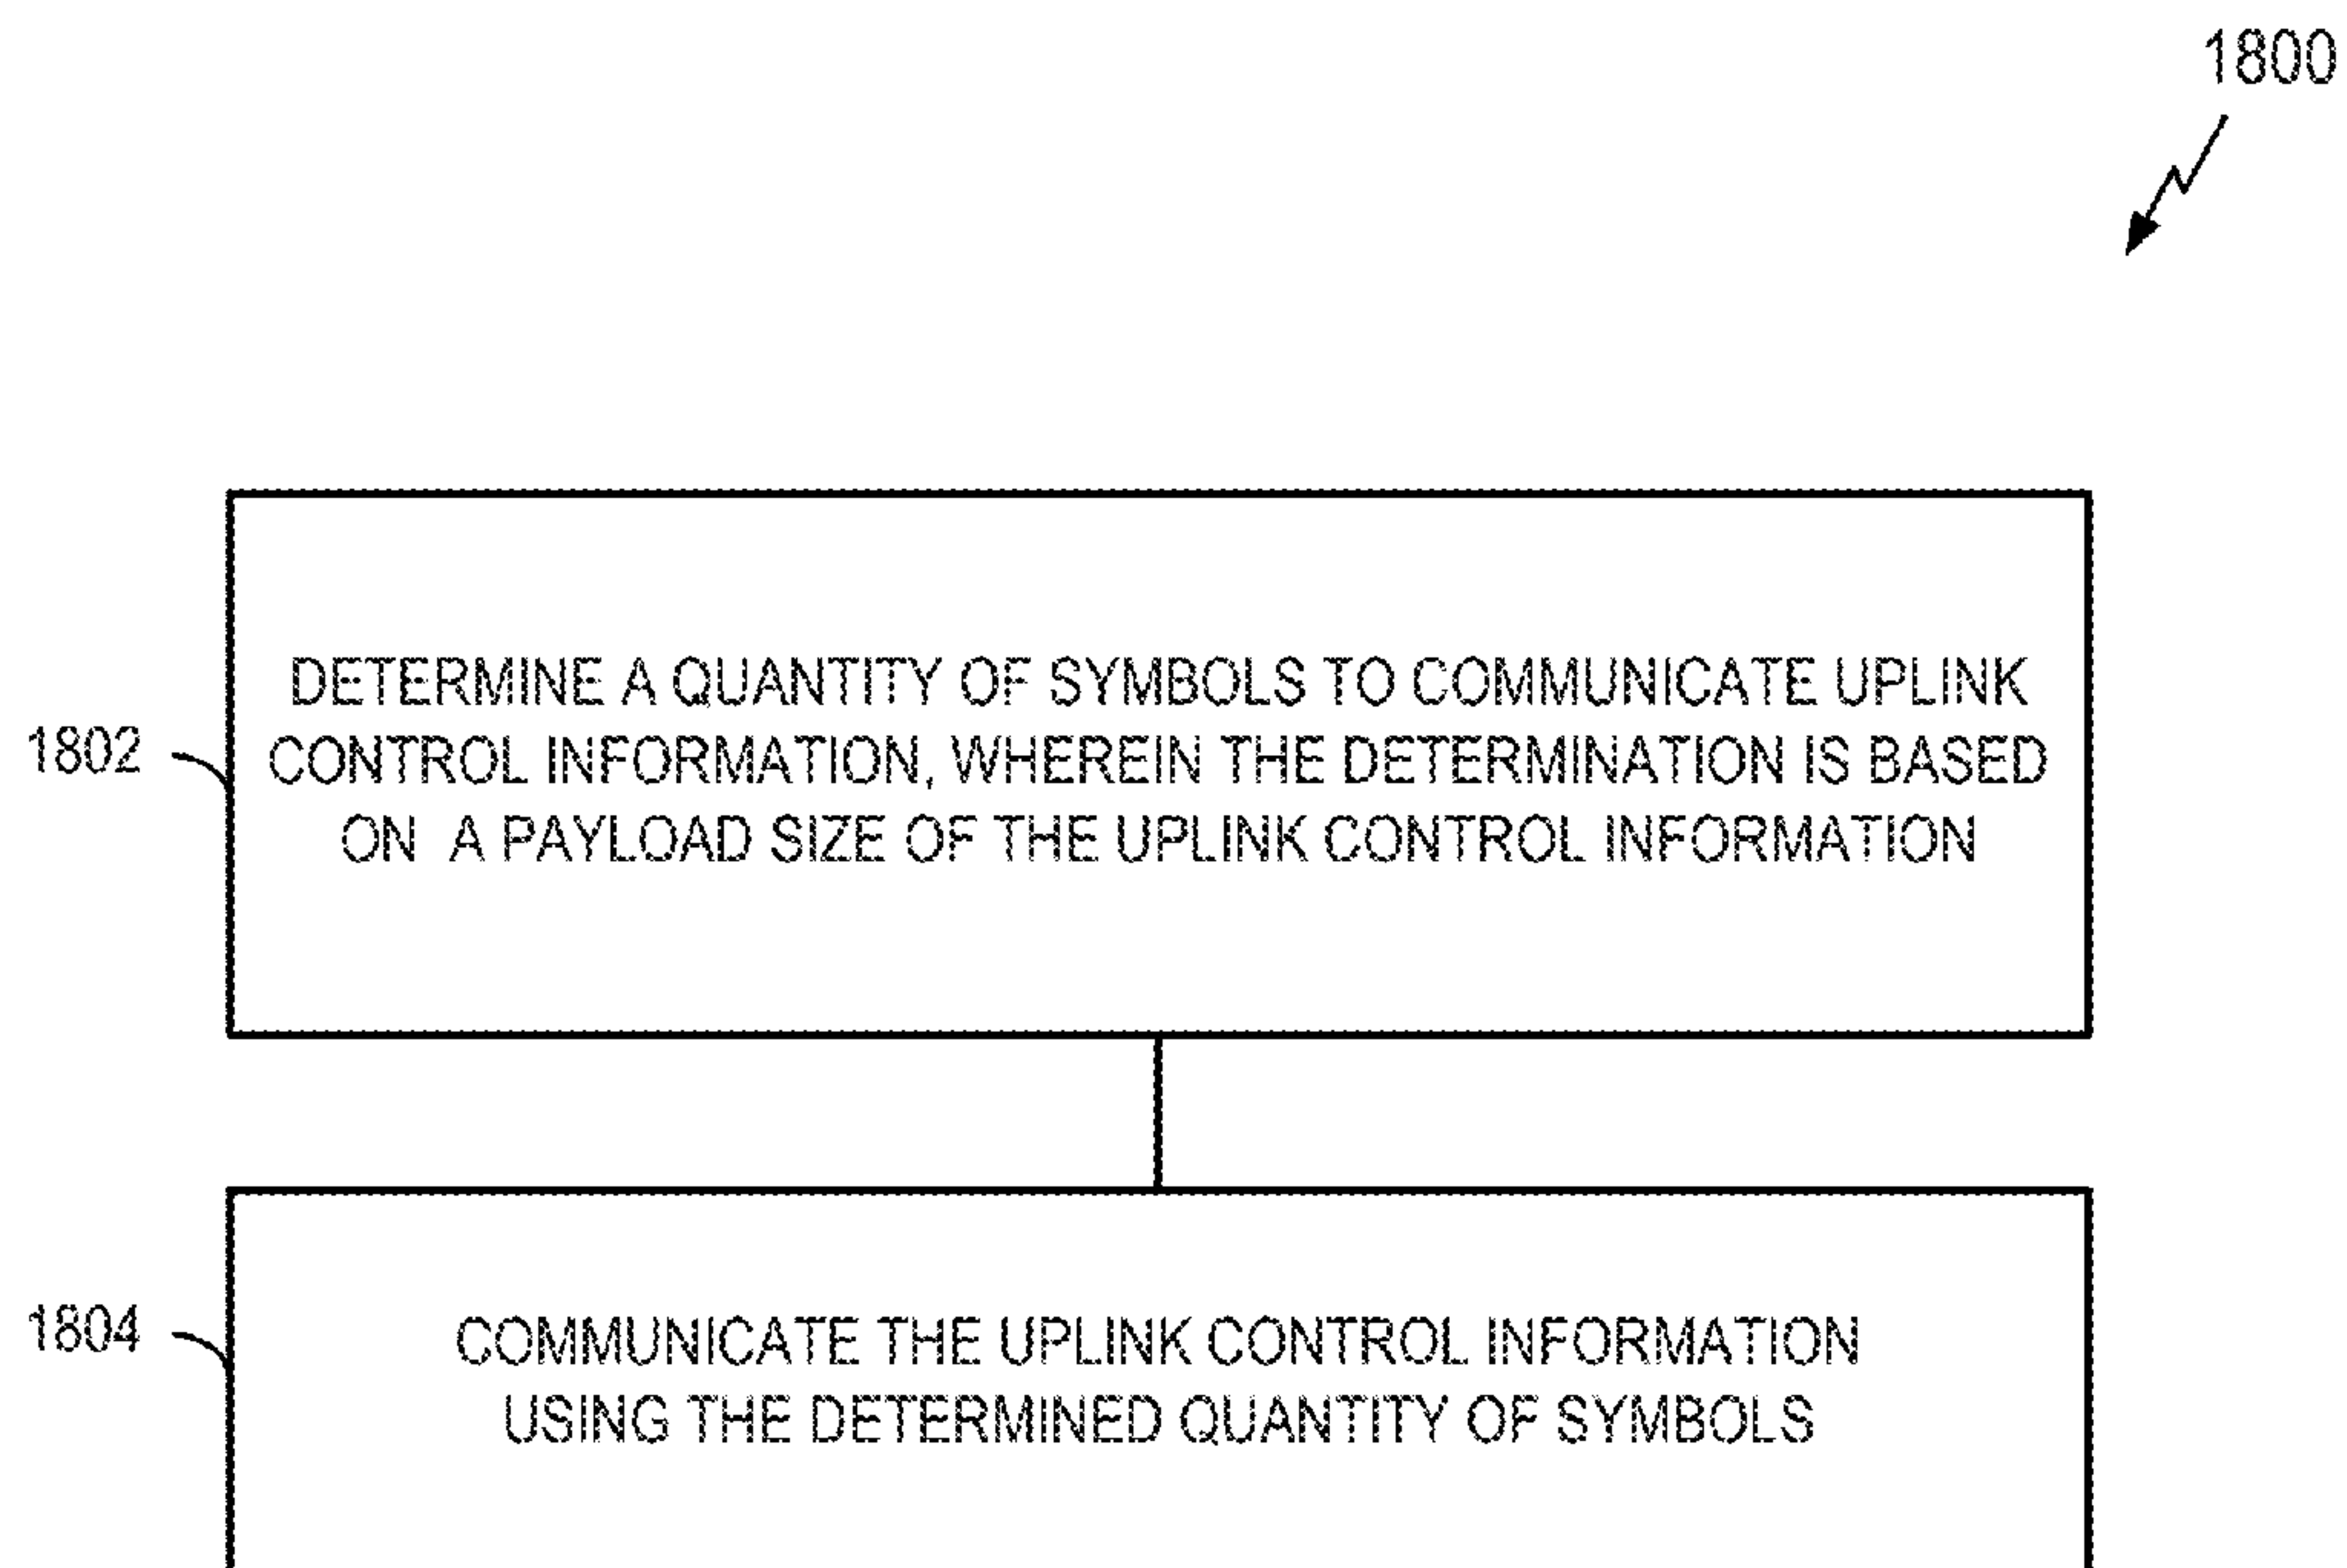 1800
DETERMINE A QUANTITY OF SYMBOLS TO COMMUNICATE UPLINK
1802
CONTROL INFORMATION, WHEREIN THE DETERMINATION IS BASED
ON A PAYLOAD SIZE OF THE UPLINK CONTROL INFORMATION
1804
COMMUNICATE THE UPLINK CONTROL INFORMATION
USING THE DETERMINED QUANTITY OF SYMBOLS